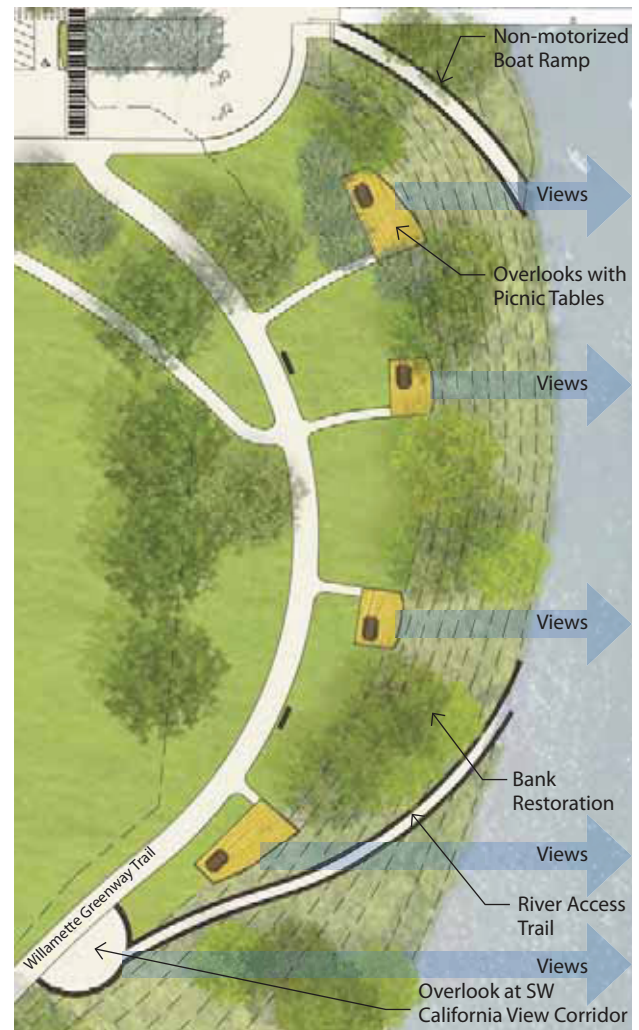 Non-motorized
Boat Ramp
Views
Overlooks with
Picnic Tables
Views
Views
Bank
Restoration
Views
Willamette Greenway Trail
River Access
Trail
Views
Overlook at SW
California View Corridor